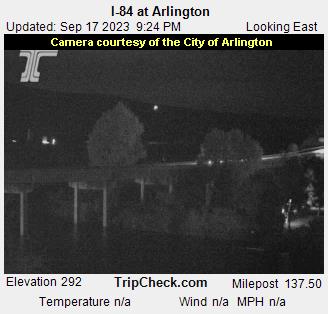 I-84 at Arlington
Updated: Sep 17 2023 9:24 PM Looking East
Camera courtesy of the City of Arlington
Elevation 292 TripCheck.com Milepost 137.50
Temperature n/a Wind n/a MPH n/a